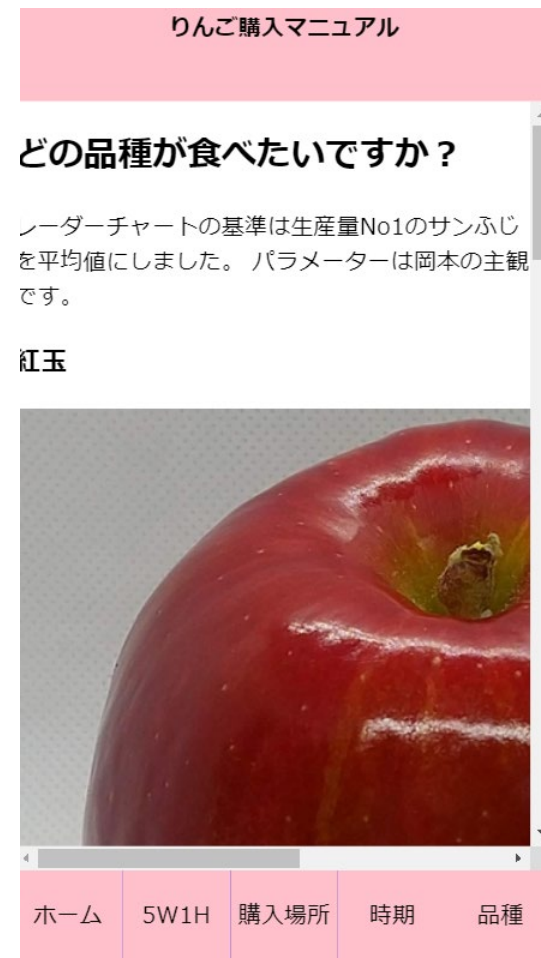 りんご購入マニュアル
どの品種が食べたいですか？
レーダーチャートの基準は生産量No1のサンふじ
を平均値にしました。 パラメーターは岡本の主観
です。
紅玉
ホーム 5W1H 購入場所 時期 品種